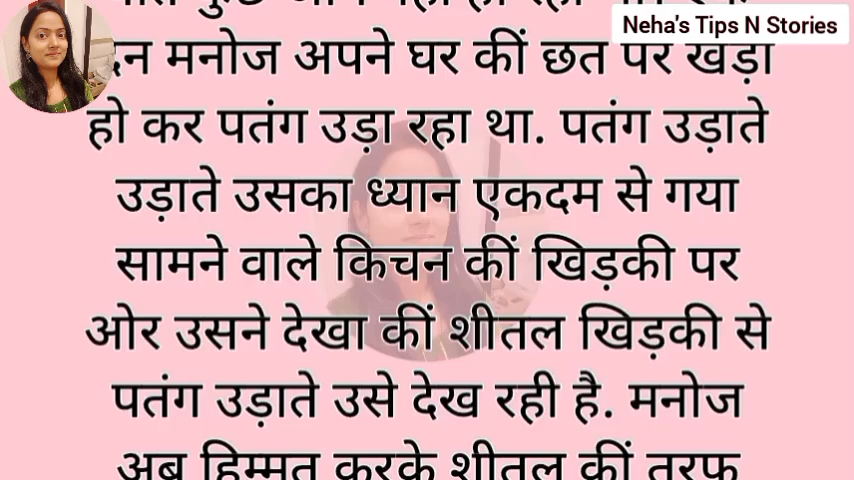 Neha's Tips N Stories
मनोज अपने घर कीं छत पर खड़ा
हो कर पतंग उड़ा रहा था. पतंग उड़ाते
उड़ाते उसका ध्यान एकदम से गया
सामने वाले किचन कीं खिड़की पर
ओर उसने देखा कीं शीतल खिड़की से
पतंग उड़ाते उसे देख रही है. मनोज
अब हिम्मत करके शीतल कीं तरफ